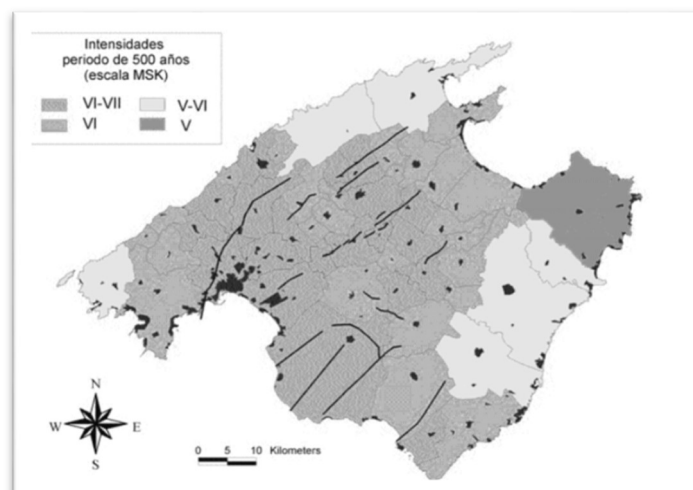 Intensidades
periodo de 500 años
(escala MSK)
VI-VII V-VI
VI V
N
W E
S
0 5 10 Kilometers